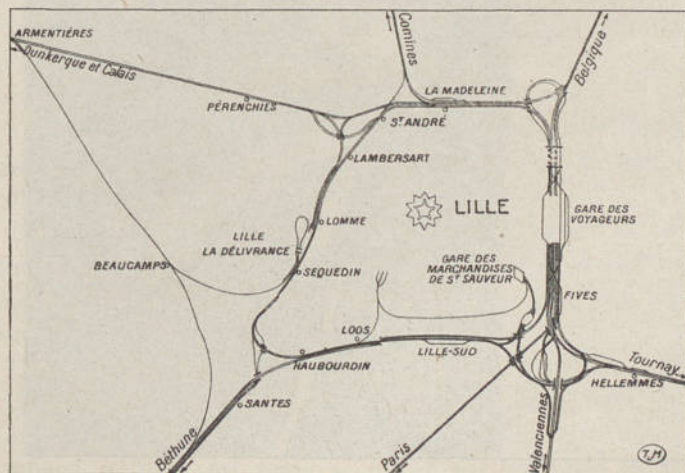 ARMENTIÈRES
Dunkerque et Calais
Comines
Belgique
LA MADELEINE
PÉRENCHIES
ST ANDRÉ
LAMBERSART
LILLE
GARE DES
VOYAGEURS
LOMME
LILLE
LA DÉLIVRANCE
BEAUCAMPS
SEQUEDIN
GARE DES
MARCHANDISES
DE ST SAUVEUR
FIVES
LOOS
LILLE-SUD
HAUBOURDIN
Tournay
HELLEMMES
SANTES
Béthune
Paris
Valenciennes
T.M